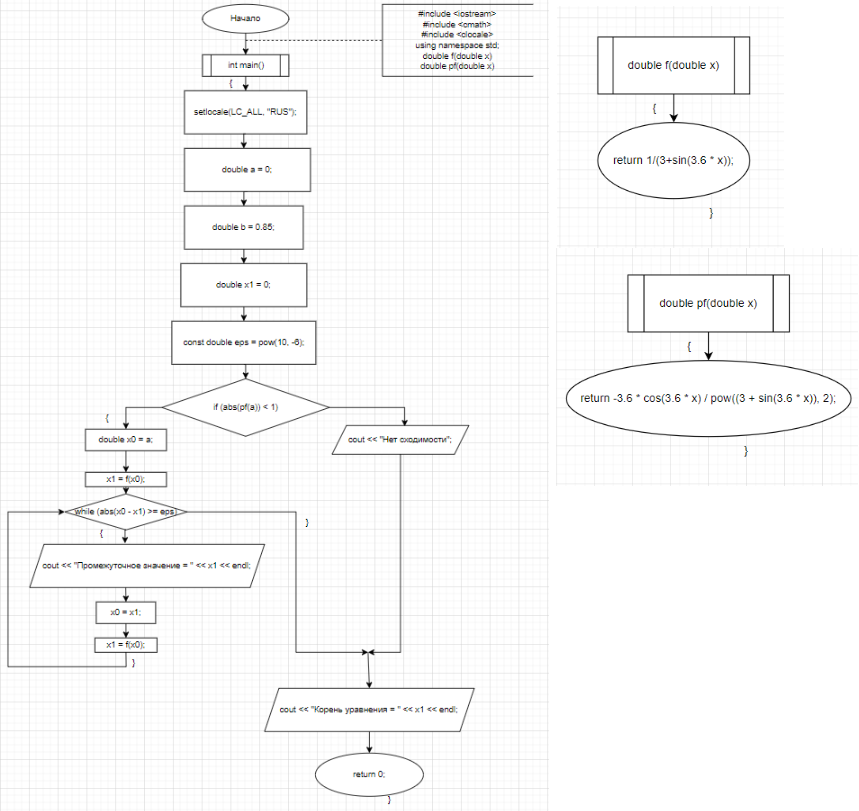 Начало
#include <iostream>
#include <cmath>
#include <clocale>
using namespace std;
double f(double x)
double pf(double x)
int main()
{
setlocale(LC_ALL, "RUS");
double a = 0;
double b = 0.85;
double x1 = 0;
const double eps = pow(10, -6);
if (abs(pf(a)) < 1)
{
double x0 = a;
x1 = f(x0);
while (abs(x0 - x1) >= eps)
{
cout << "Промежуточное значение = " << x1 << endl;
x0 = x1;
x1 = f(x0);
}
}
cout << "Нет сходимости";
cout << "Корень уравнения = " << x1 << endl;
return 0;
}
double f(double x)
{
return 1/(3+sin(3.6 * x));
}
double pf(double x)
{
return -3.6 * cos(3.6 * x) / pow((3 + sin(3.6 * x)), 2);
}